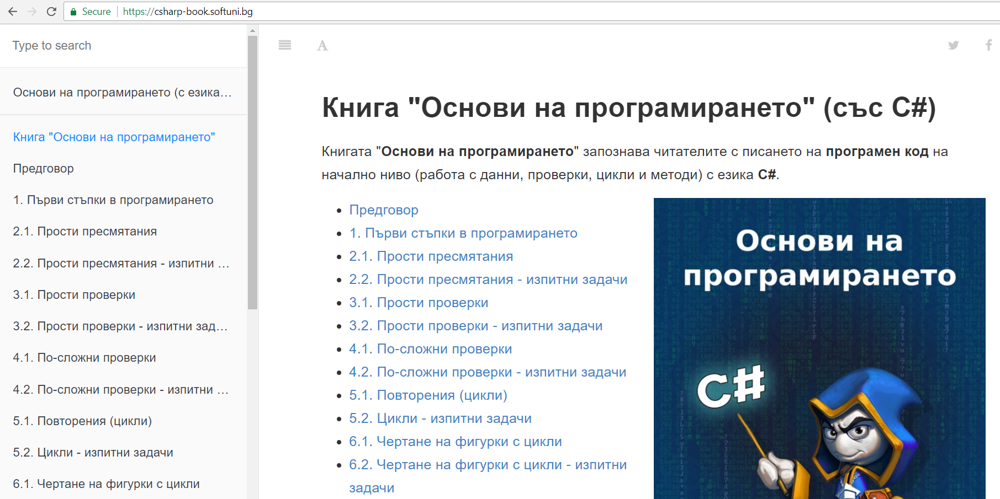 Secure
https://csharp-book.softuni.bg
Type to search
Основи на програмирането (с езика…
Книга "Основи на програмирането"
Предговор
1. Първи стъпки в програмирането
2.1. Прости пресмятания
2.2. Прости пресмятания - изпитни …
3.1. Прости проверки
3.2. Прости проверки - изпитни зад…
4.1. По-сложни проверки
4.2. По-сложни проверки - изпитни …
5.1. Повторения (цикли)
5.2. Цикли - изпитни задачи
6.1. Чертане на фигурки с цикли
Книга "Основи на програмирането" (със C#)
Книгата "Основи на програмирането" запознава читателите с писането на програмен код на
начално ниво (работа с данни, проверки, цикли и методи) с езика C#.
Предговор
1. Първи стъпки в програмирането
2.1. Прости пресмятания
2.2. Прости пресмятания - изпитни задачи
3.1. Прости проверки
3.2. Прости проверки - изпитни задачи
4.1. По-сложни проверки
4.2. По-сложни проверки - изпитни задачи
5.1. Повторения (цикли)
5.2. Цикли - изпитни задачи
6.1. Чертане на фигурки с цикли
6.2. Чертане на фигурки с цикли - изпитни
задачи
Основи на
програмирането
C#